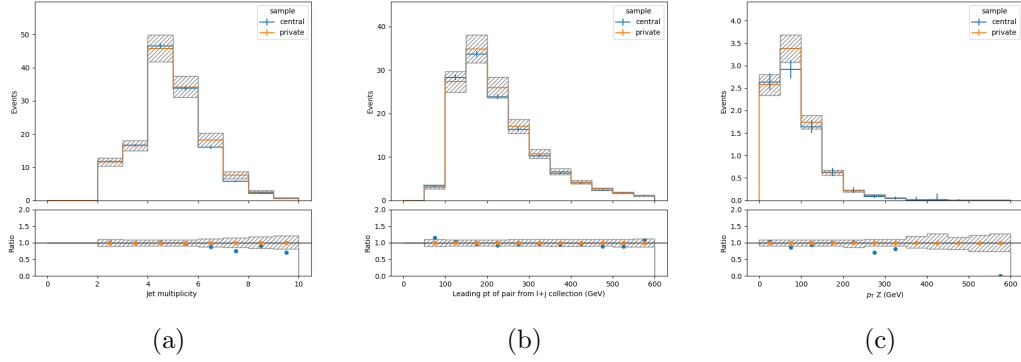 sample
central
private
Events
50
40
30
20
10
0
Ratio
2.0
1.5
1.0
0.5
0.0
0 2 4 6 8 10
Jet multiplicity
(a)
sample
central
private
Events
40
30
20
10
0
Ratio
2.0
1.5
1.0
0.5
0.0
0 100 200 300 400 500 600
Leading pt of pair from l+j collection (GeV)
(b)
sample
central
private
Events
4.0
3.5
3.0
2.5
2.0
1.5
1.0
0.5
0.0
Ratio
2.0
1.5
1.0
0.5
0.0
0 100 200 300 400 500 600
pT Z (GeV)
(c)